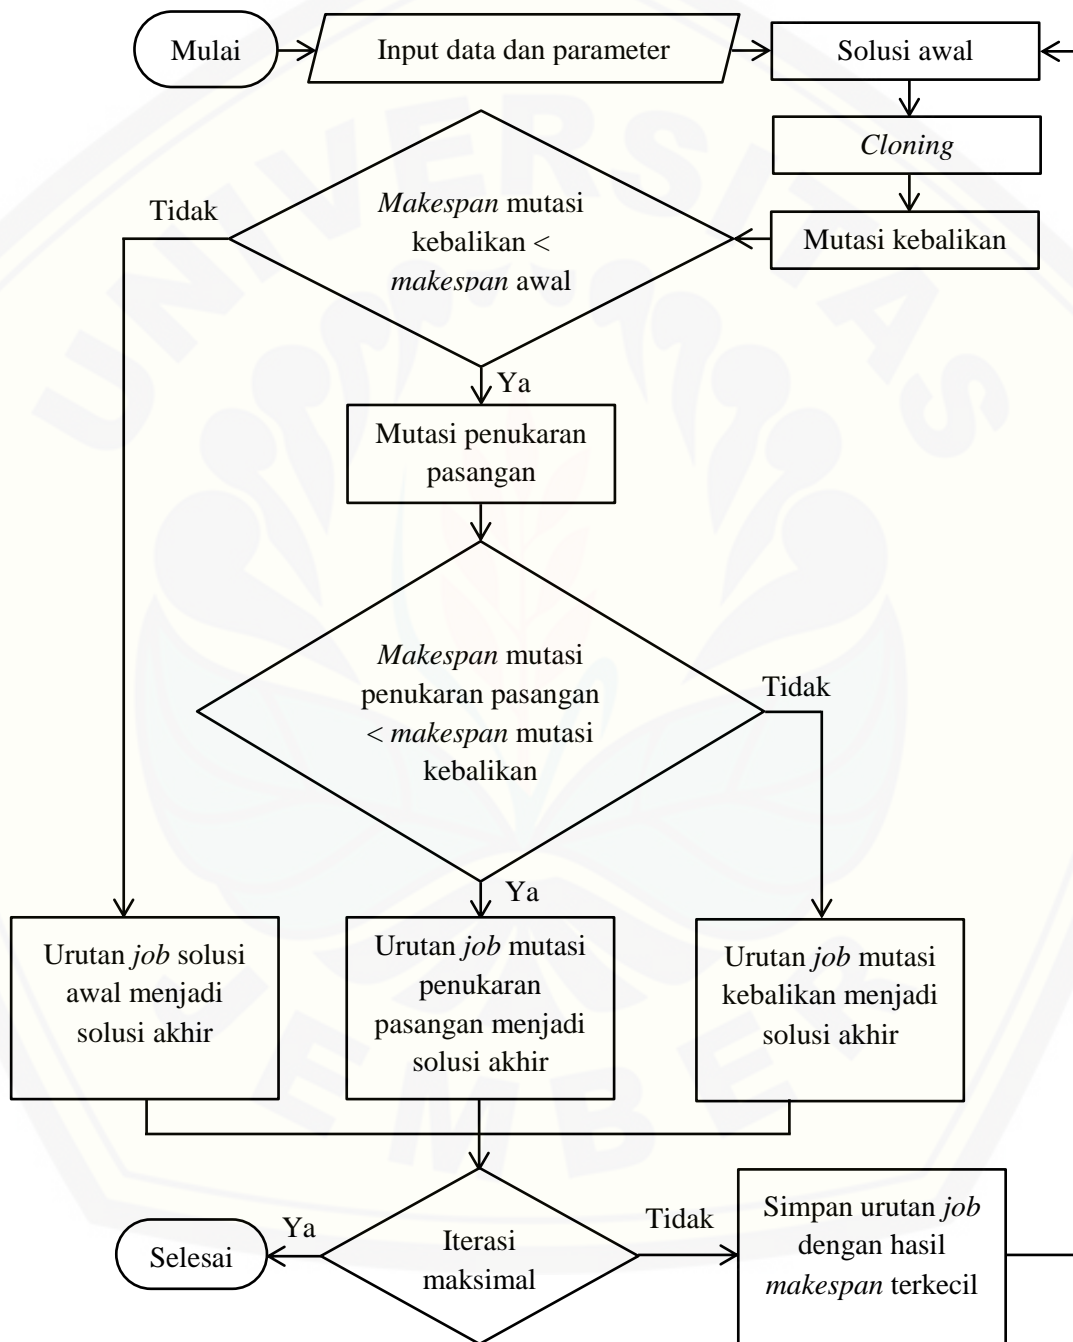 Mulai
Input data dan parameter
Solusi awal
Cloning
Mutasi kebalikan
Makespan mutasi
kebalikan <
makespan awal
Tidak
Ya
Mutasi penukaran
pasangan
Makespan mutasi
penukaran pasangan
< makespan mutasi
kebalikan
Tidak
Ya
Urutan job solusi
awal menjadi
solusi akhir
Urutan job mutasi
penukaran
pasangan menjadi
solusi akhir
Urutan job mutasi
kebalikan menjadi
solusi akhir
Iterasi
maksimal
Ya
Selesai
Tidak
Simpan urutan job
dengan hasil
makespan terkecil
UNIVERSITAS
JEMBER